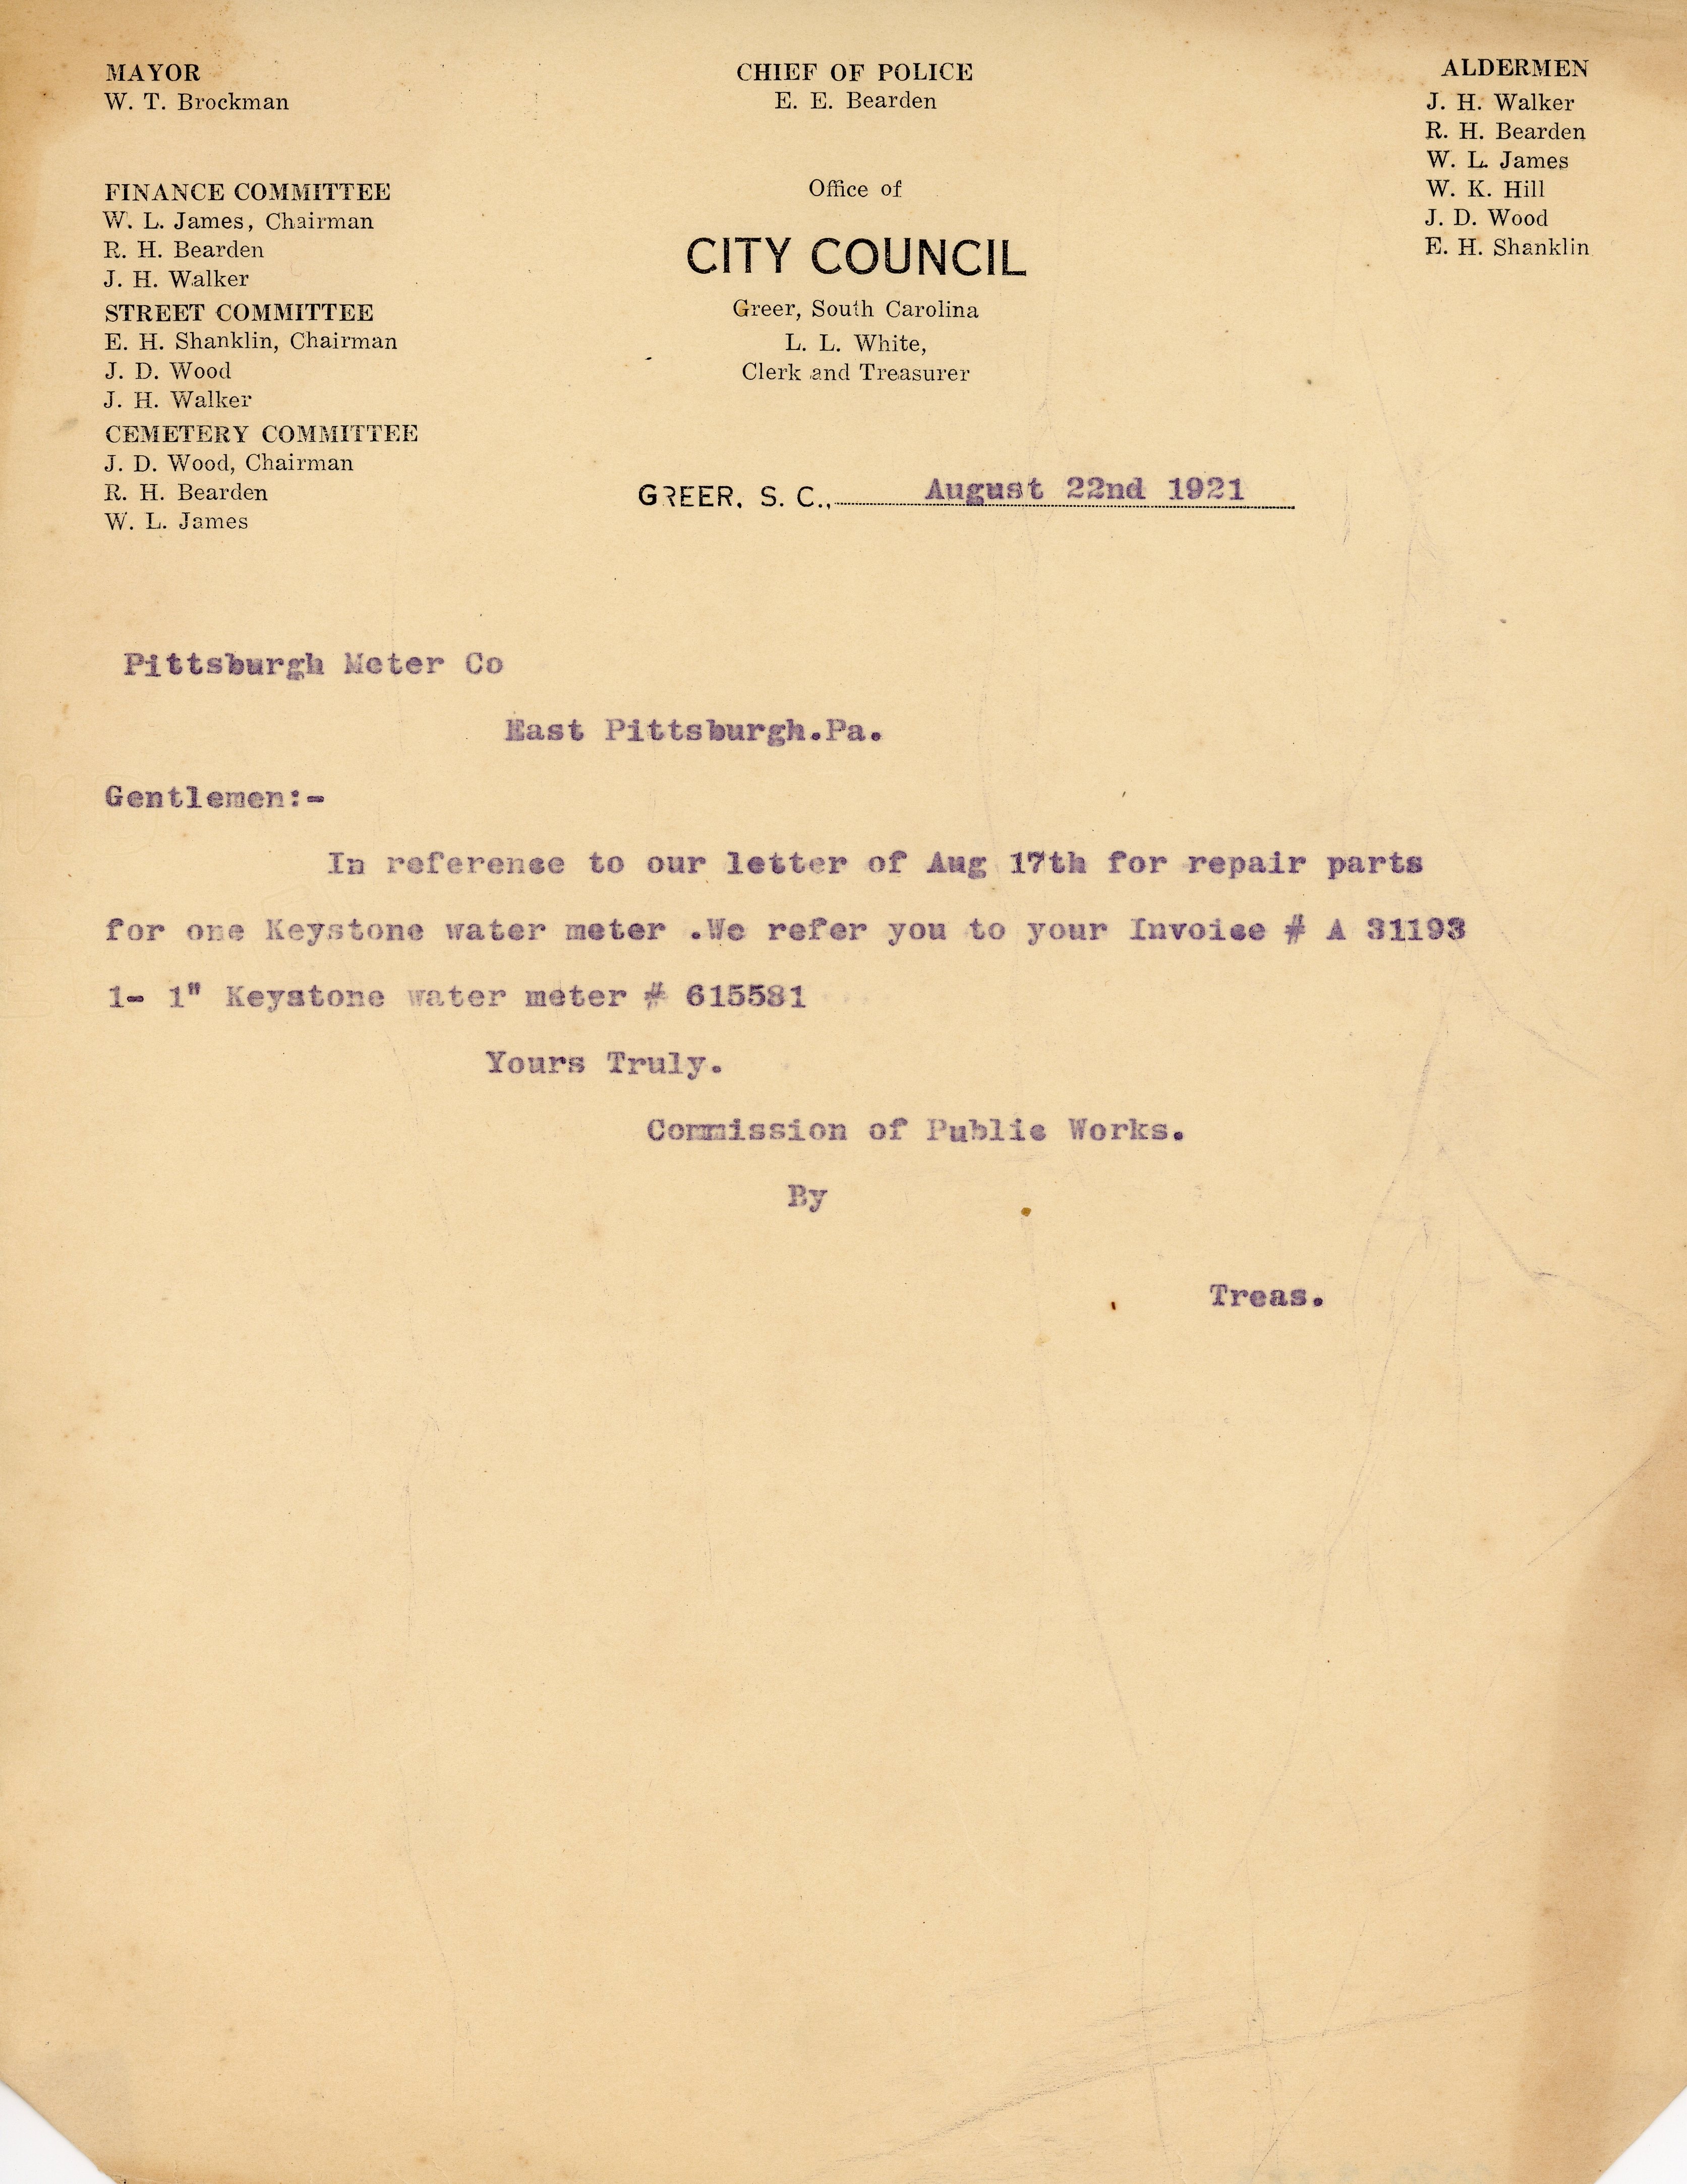 MAYOR
W. T. Brockman
FINANCE COMMITTEE
W. L. James, Chairman
R. H. Bearden
J. H. Walker
STREET COMMITTEE
E. H. Shanklin, Chairman
J. D. Wood
J. H. Walker
CEMETERY COMMITTEE
J. D. Wood, Chairman
R. H. Bearden
W. L. James
CHIEF OF POLICE
E. E. Bearden
Office of
CITY COUNCIL
Greer, South Carolina
L. L. White,
Clerk and Treasurer
ALDERMEN
J. H. Walker
R. H. Bearden
W. L. James
W. K. Hill
J. D. Wood
E. H. Shanklin
GREER, S. C., August 22nd 1921
Pittsburgh Meter Co
East Pittsburgh.Pa.
Gentlemen:-
In reference to our letter of Aug 17th for repair parts
for one Keystone water meter .We refer you to your Invoice # A 31193
1- 1" Keystone water meter # 615581
Yours Truly.
Commission of Public Works.
By
Treas.